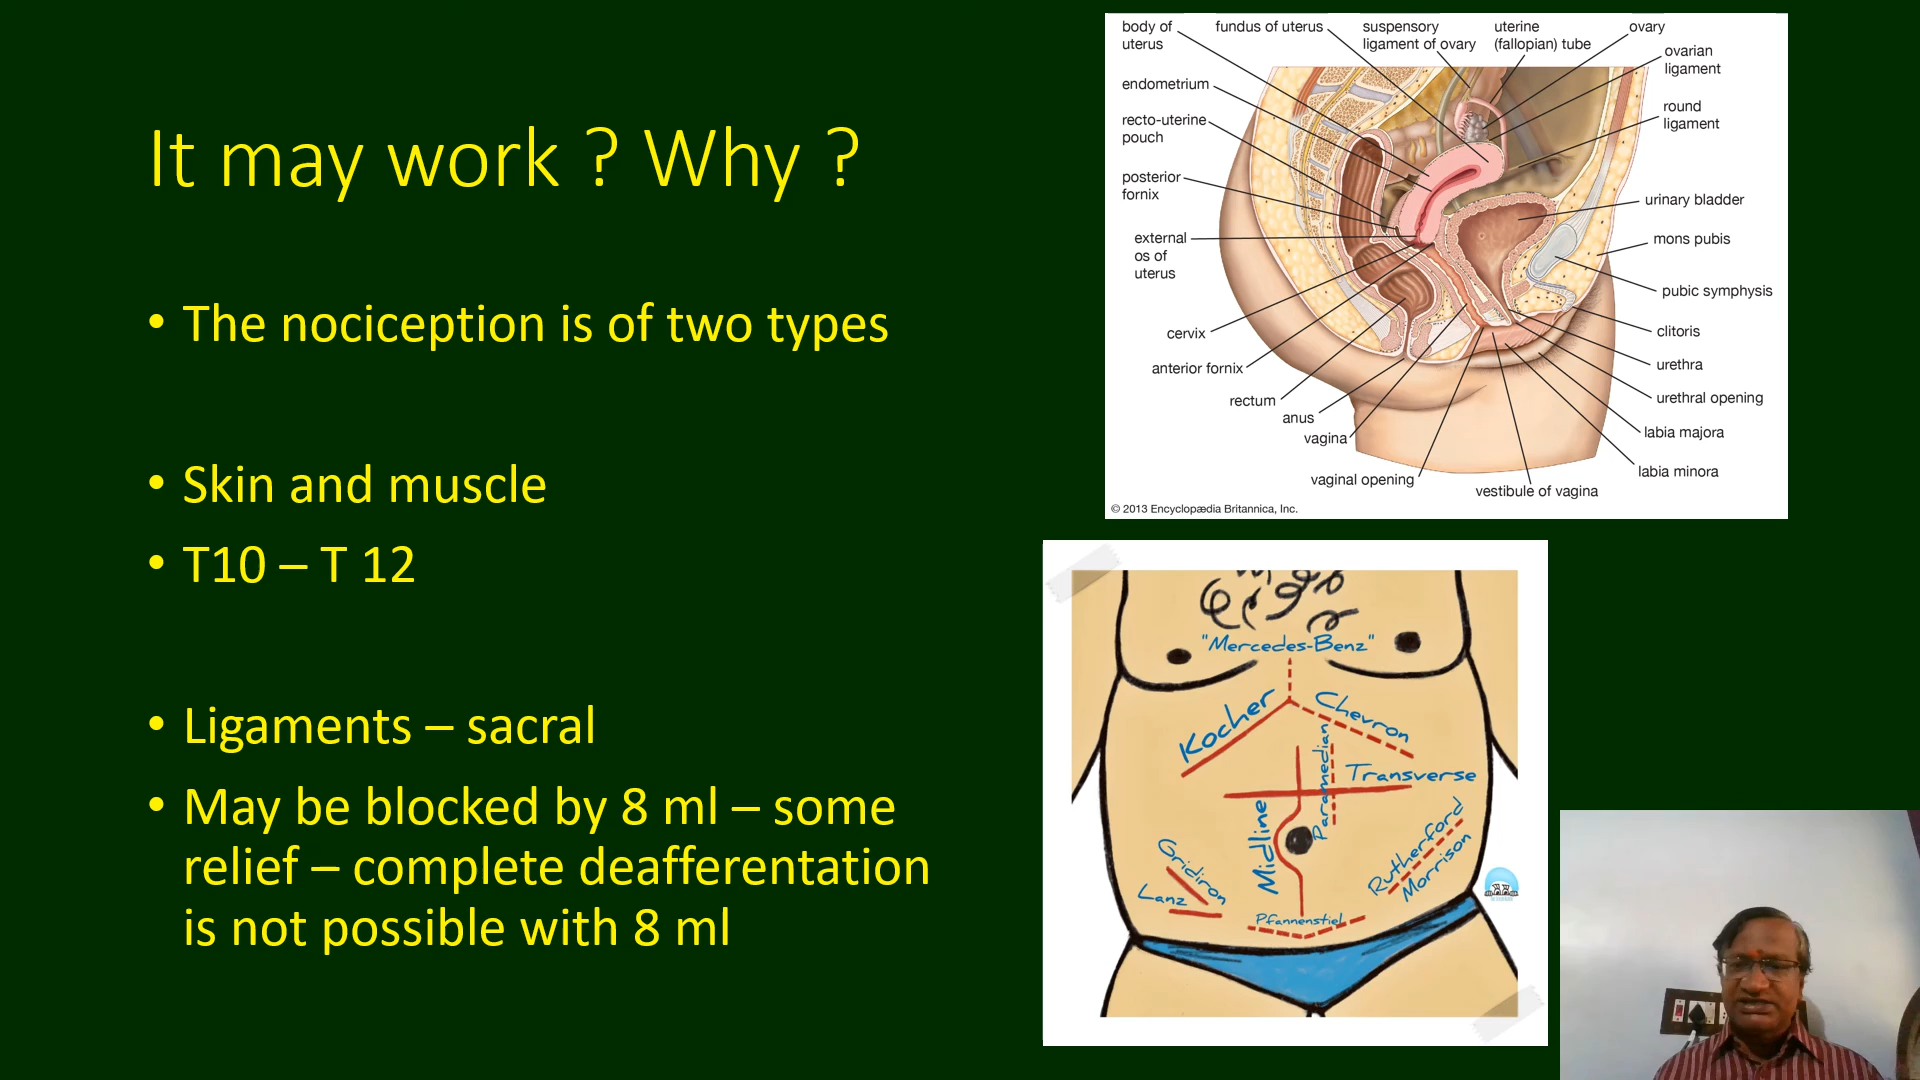 It may work ? Why ?
• The nociception is of two types
• Skin and muscle
• T10 – T 12
• Ligaments – sacral
• May be blocked by 8 ml – some
relief – complete deafferentation
is not possible with 8 ml
body of
uterus
fundus of uterus
suspensory
ligament of ovary
uterine
(fallopian) tube
ovary
ovarian
ligament
endometrium
round
ligament
recto-uterine
pouch
posterior
fornix
urinary bladder
external
os of
uterus
mons pubis
pubic symphysis
cervix
clitoris
anterior fornix
urethra
rectum
urethral opening
anus
vagina
labia majora
vaginal opening
labia minora
vestibule of vagina
© 2013 Encyclopædia Britannica, Inc.
"Mercedes-Benz"
Kocher
Chevron
Paramedian
Transverse
Midline
Gridiron
Lanz
Rutherford
Morrison
Pfannenstiel